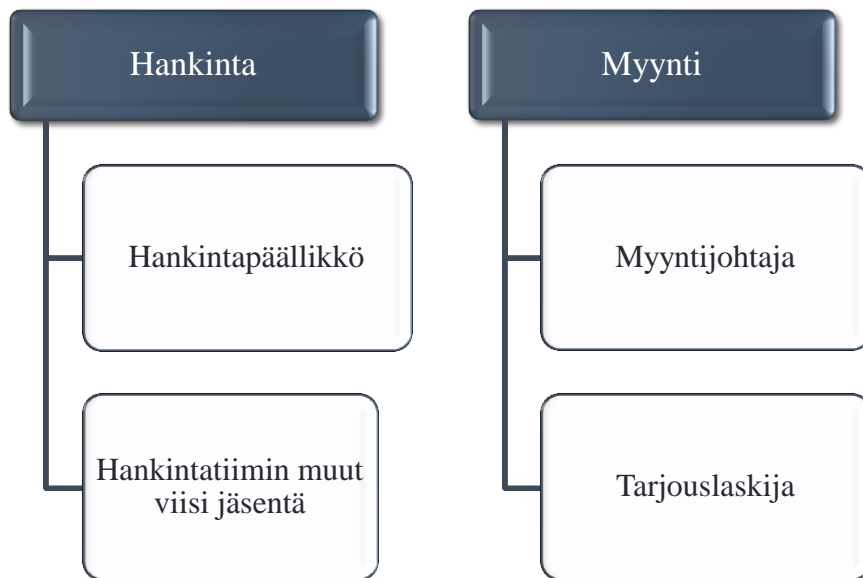 Hankinta
Hankintapäällikkö
Hankintatiimin muut
viisi jäsentä
Myynti
Myyntijohtaja
Tarjouslaskija